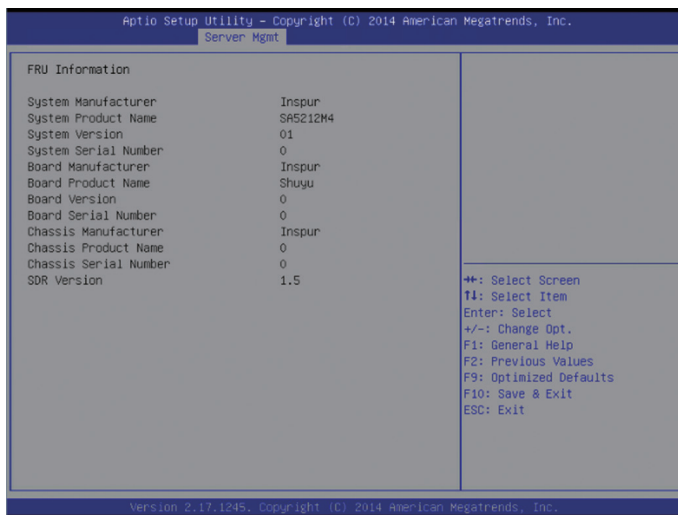 Aptio Setup Utility – Copyright (C) 2014 American Megatrends, Inc.
Server Mgmt
FRU Information
System Manufacturer Inspur
System Product Name SA5212M4
System Version 01
System Serial Number 0
Board Manufacturer Inspur
Board Product Name Shuyu
Board Version 0
Board Serial Number 0
Chassis Manufacturer Inspur
Chassis Product Name 0
Chassis Serial Number 0
SDR Version 1.5
→←: Select Screen
↑↓: Select Item
Enter: Select
+/-: Change Opt.
F1: General Help
F2: Previous Values
F9: Optimized Defaults
F10: Save & Exit
ESC: Exit
Version 2.17.1245. Copyright (C) 2014 American Megatrends, Inc.